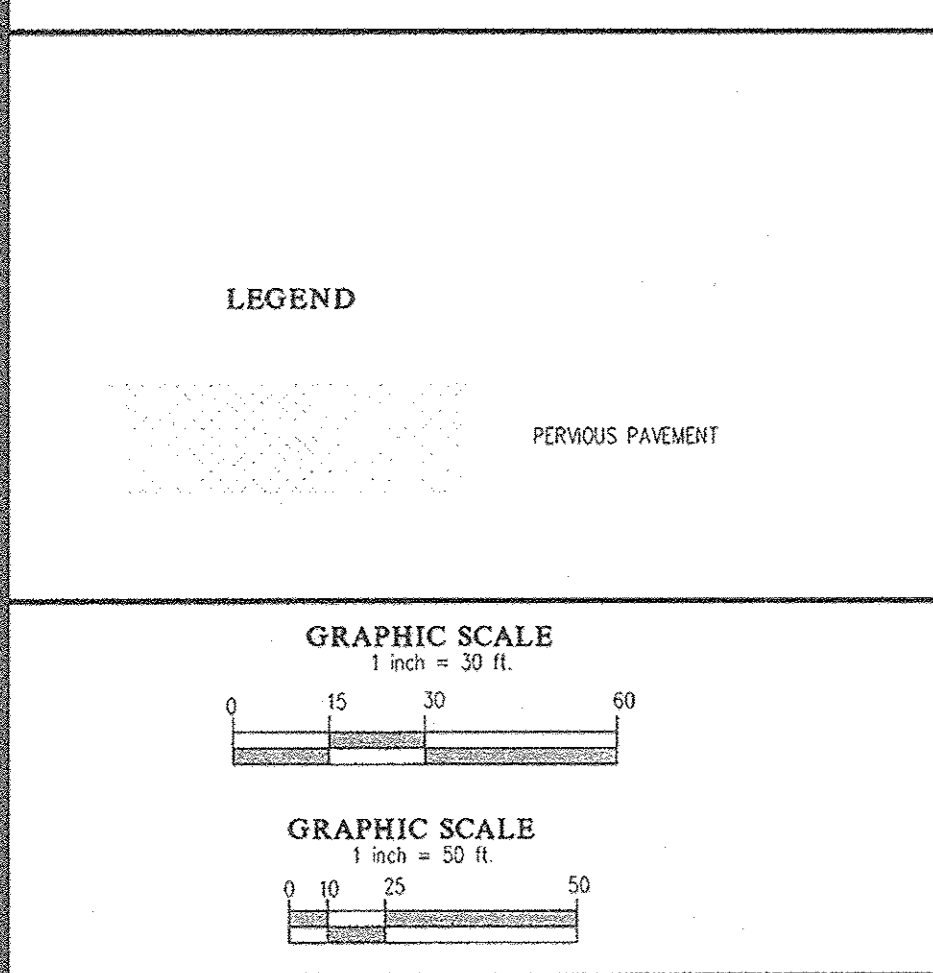 LEGEND
PERVIOUS PAVEMENT
GRAPHIC SCALE
1 inch = 30 ft.
0 15 30 60
GRAPHIC SCALE
1 inch = 50 ft.
0 10 25 50